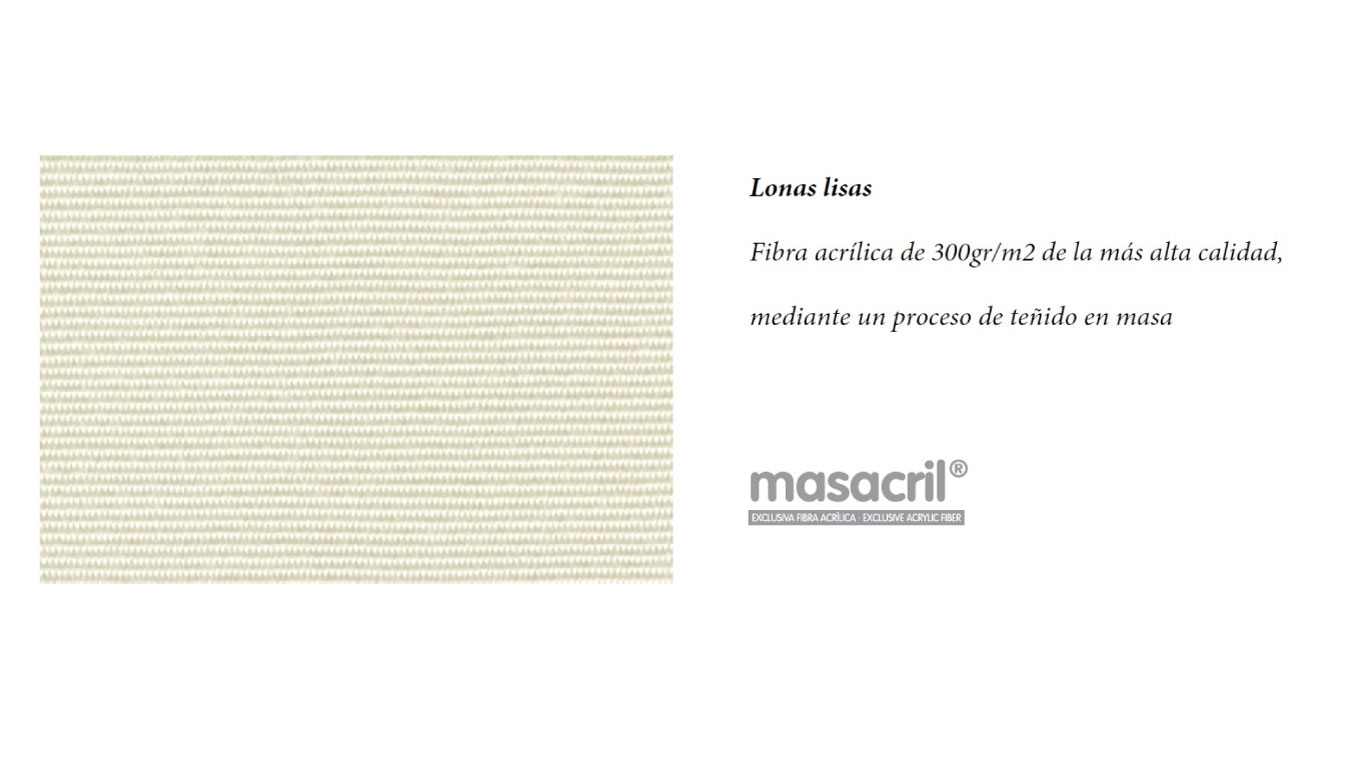 Lonas lisas
Fibra acrílica de 300gr/m2 de la más alta calidad,
mediante un proceso de teñido en masa
masacril®
EXCLUSIVA FIBRA ACRÍLICA · EXCLUSIVE ACRYLIC FIBER